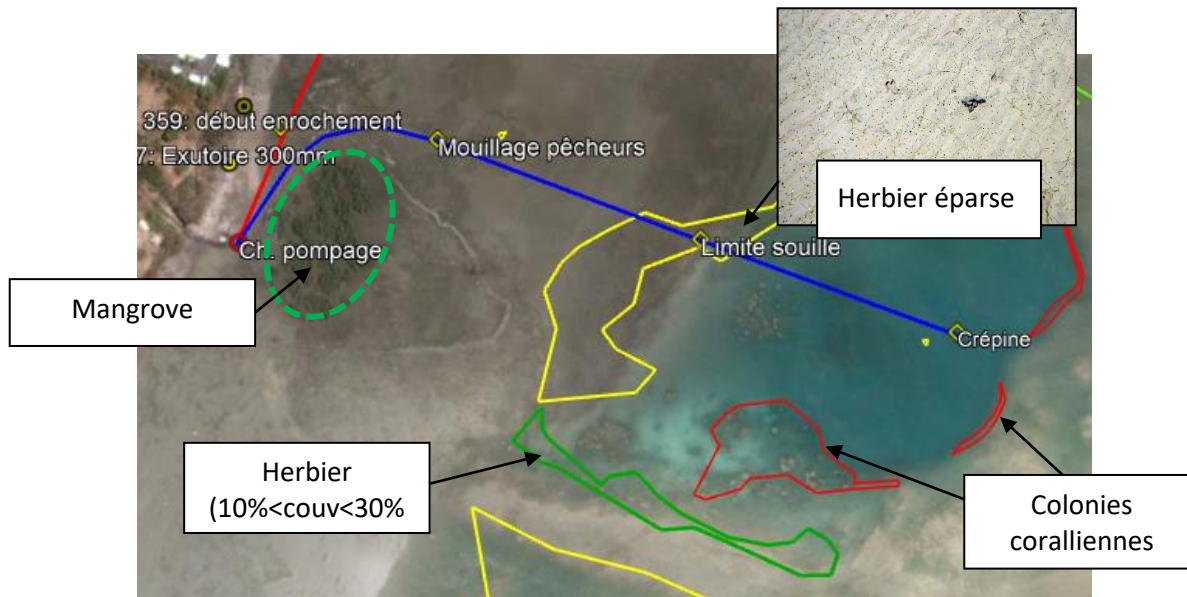 359: début enrochement
7: Exutoire 300mm
Mouillage pêcheurs
Herbier éparse
Ch. pompage
Limite souille
Mangrove
Crépine
Herbier
(10%<couv<30%
Colonies
coralliennes